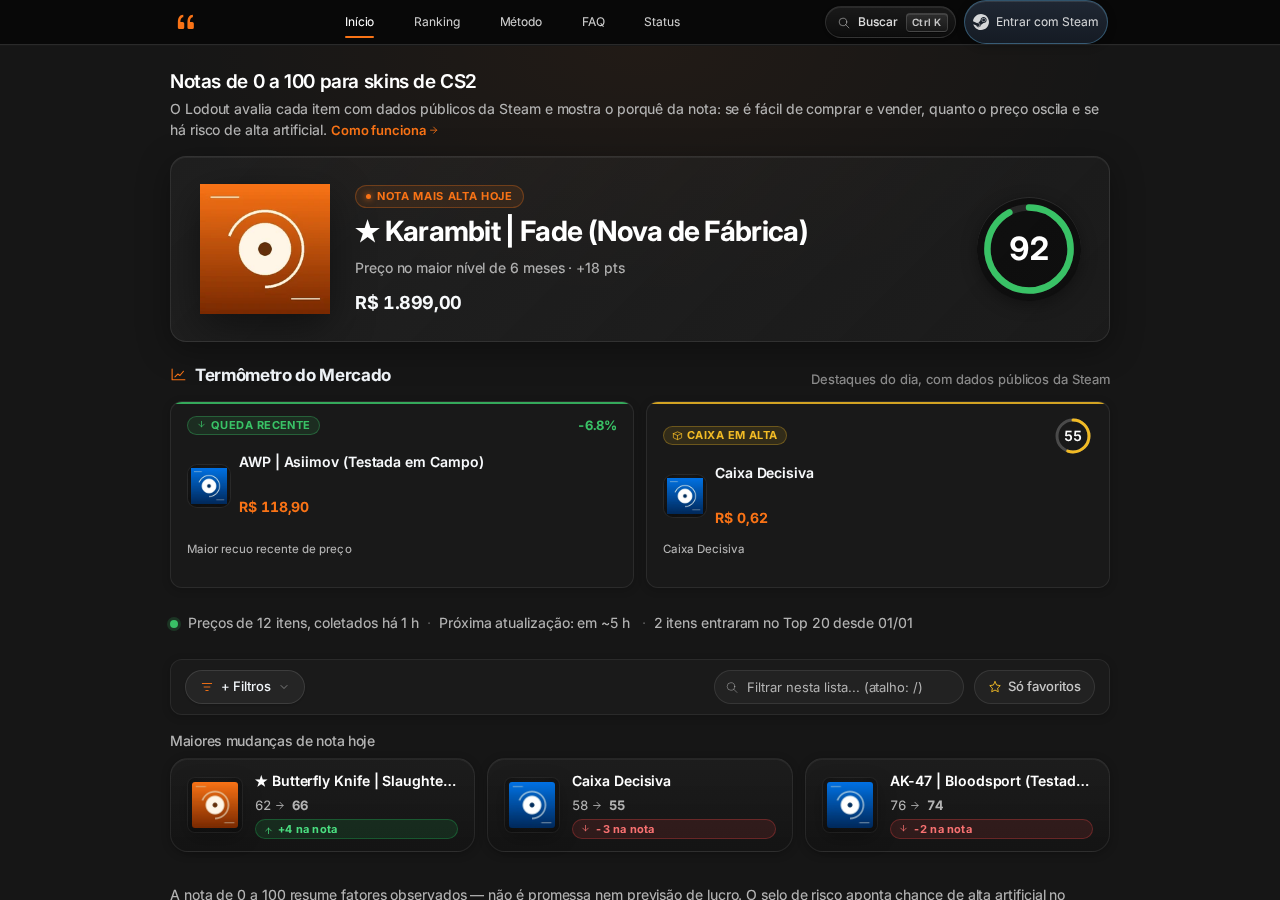 Início
Ranking
Método
FAQ
Status
Buscar
Ctrl K
Entrar com Steam
Notas de 0 a 100 para skins de CS2
O Lodout avalia cada item com dados públicos da Steam e mostra o porquê da nota: se é fácil de comprar e vender, quanto o preço oscila e se
há risco de alta artificial. Como funciona →
NOTA MAIS ALTA HOJE
★ Karambit | Fade (Nova de Fábrica)
Preço no maior nível de 6 meses · +18 pts
R$ 1.899,00
92
Termômetro do Mercado
Destaques do dia, com dados públicos da Steam
↓ QUEDA RECENTE
-6.8%
AWP | Asiimov (Testada em Campo)
R$ 118,90
Maior recuo recente de preço
CAIXA EM ALTA
55
Caixa Decisiva
R$ 0,62
Caixa Decisiva
Preços de 12 itens, coletados há 1 h · Próxima atualização: em ~5 h · 2 itens entraram no Top 20 desde 01/01
+ Filtros
Filtrar nesta lista... (atalho: /)
Só favoritos
Maiores mudanças de nota hoje
★ Butterfly Knife | Slaughte...
62 → 66
↑ +4 na nota
Caixa Decisiva
58 → 55
↓ -3 na nota
AK-47 | Bloodsport (Testad...
76 → 74
↓ -2 na nota
A nota de 0 a 100 resume fatores observados — não é promessa nem previsão de lucro. O selo de risco aponta chance de alta artificial no